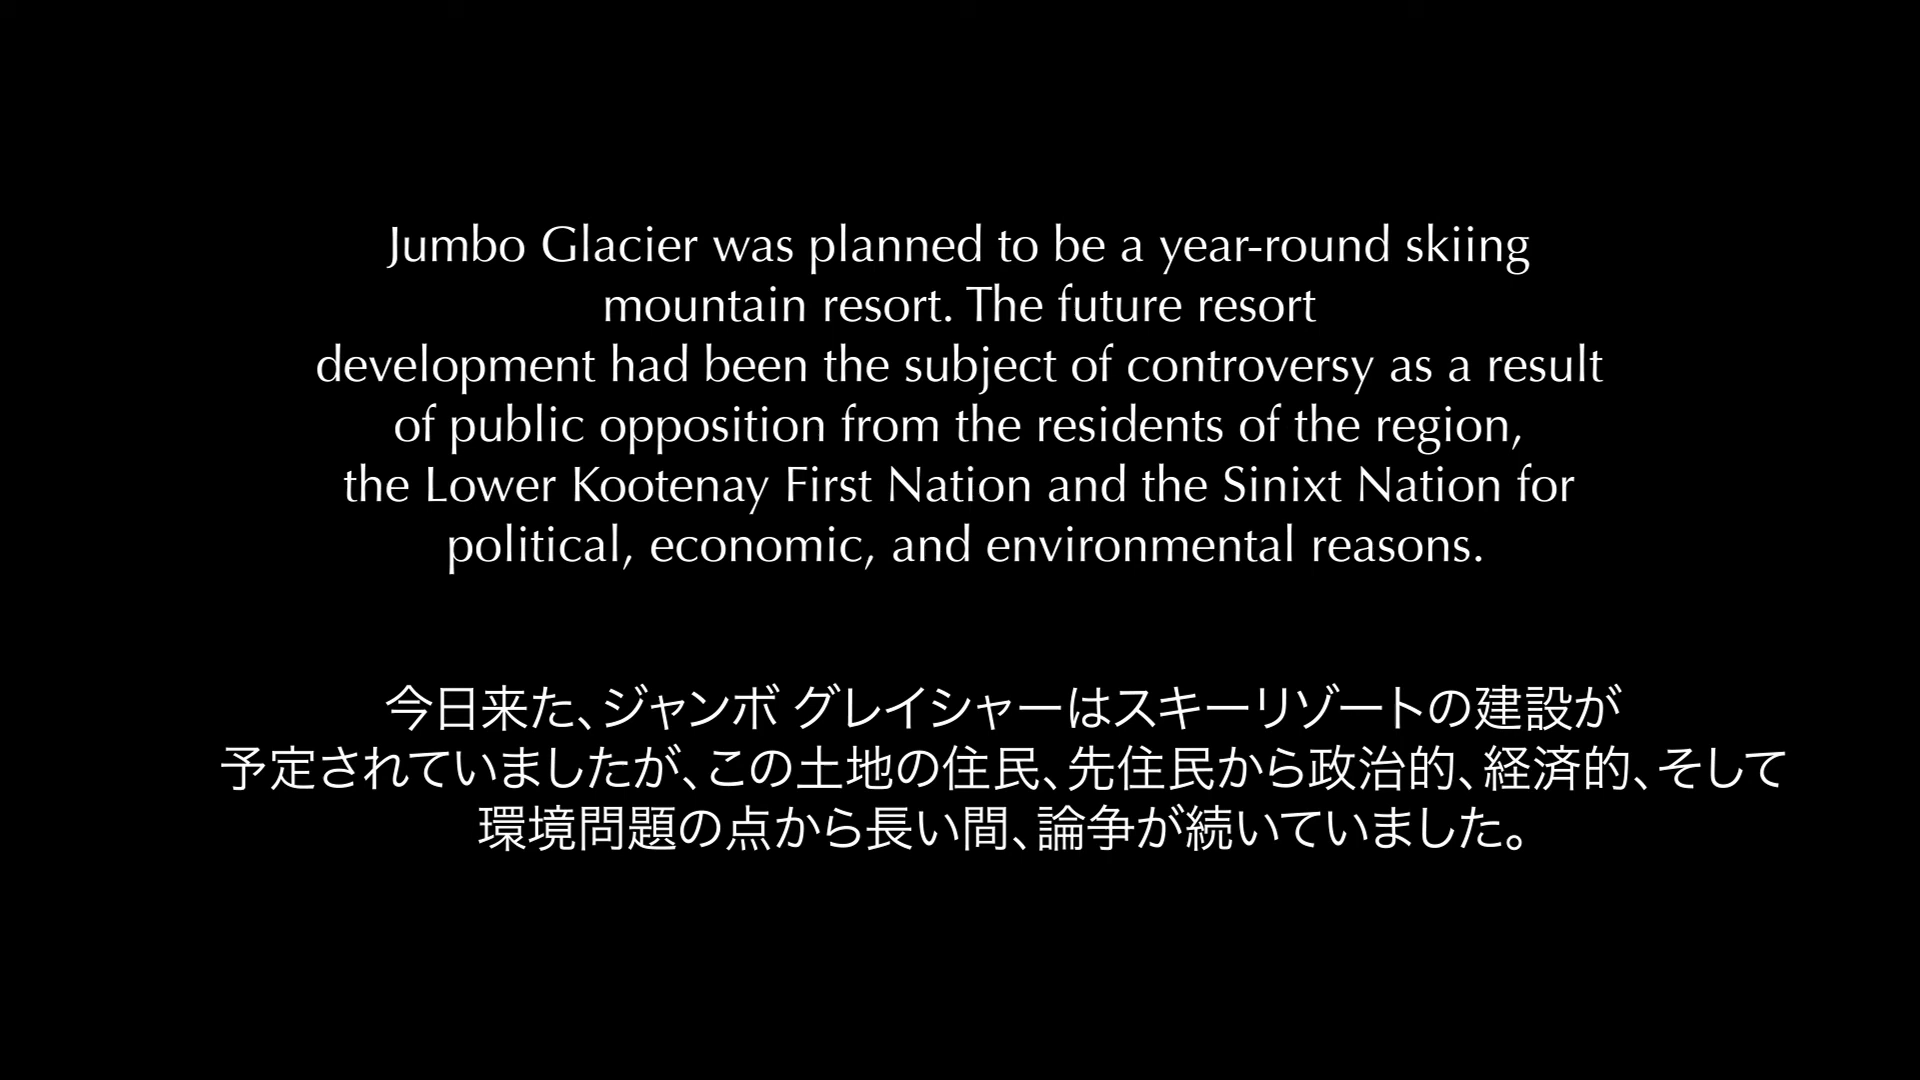 Jumbo Glacier was planned to be a year-round skiing
mountain resort. The future resort
development had been the subject of controversy as a result
of public opposition from the residents of the region,
the Lower Kootenay First Nation and the Sinixt Nation for
political, economic, and environmental reasons.
今日来た、ジャンボ グレイシャーはスキーリゾートの建設が
予定されていましたが、この土地の住民、先住民から政治的、経済的、そして
環境問題の点から長い間、論争が続いていました。